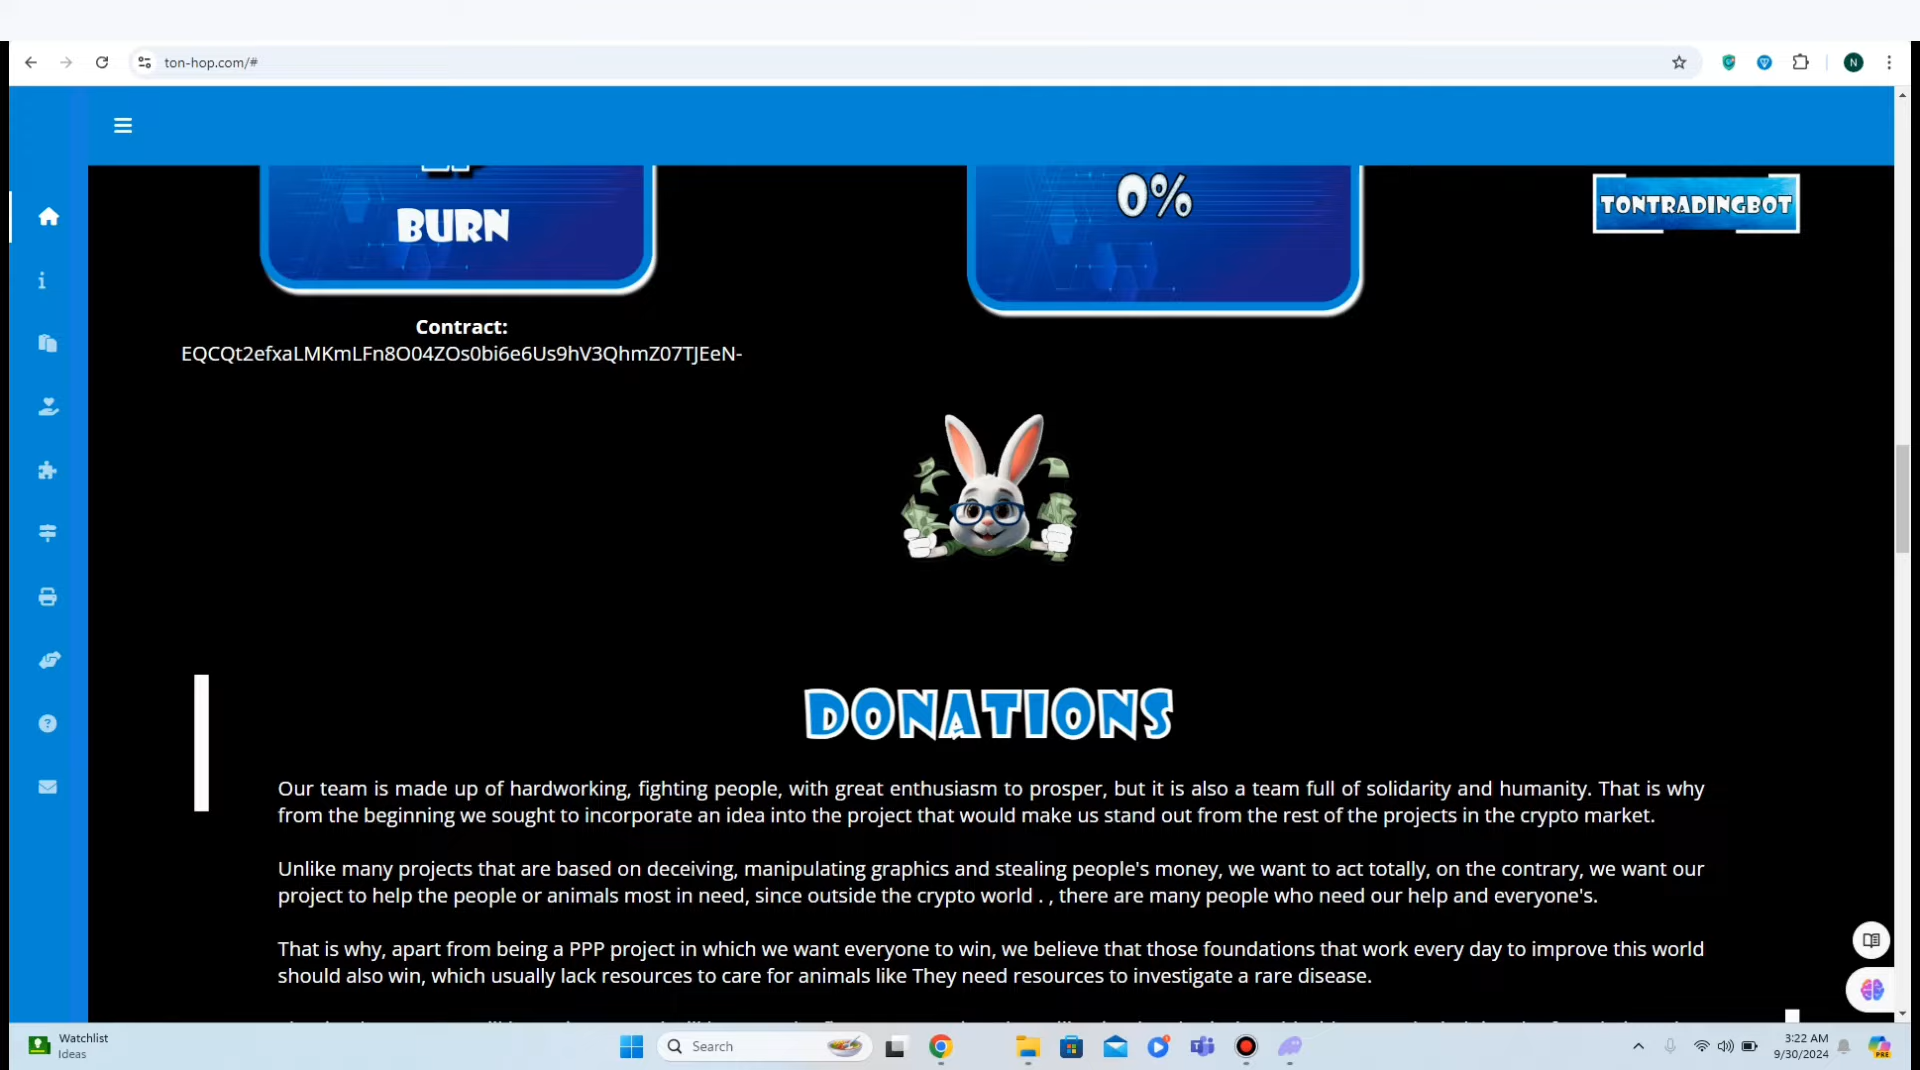 ton-hop.com/#
N
BURN
0%
TONTRADINGBOT
Contract:
EQCQt2efxaLMKmLFn8O04ZOs0bi6e6Us9hV3QhmZ07TJEeN-
DONATIONS
Our team is made up of hardworking, fighting people, with great enthusiasm to prosper, but it is also a team full of solidarity and humanity. That is why
from the beginning we sought to incorporate an idea into the project that would make us stand out from the rest of the projects in the crypto market.
Unlike many projects that are based on deceiving, manipulating graphics and stealing people's money, we want to act totally, on the contrary, we want our
project to help the people or animals most in need, since outside the crypto world . , there are many people who need our help and everyone's.
That is why, apart from being a PPP project in which we want everyone to win, we believe that those foundations that work every day to improve this world
should also win, which usually lack resources to care for animals like They need resources to investigate a rare disease.
Watchlist
Ideas
Search
3:22 AM
9/30/2024
PRE